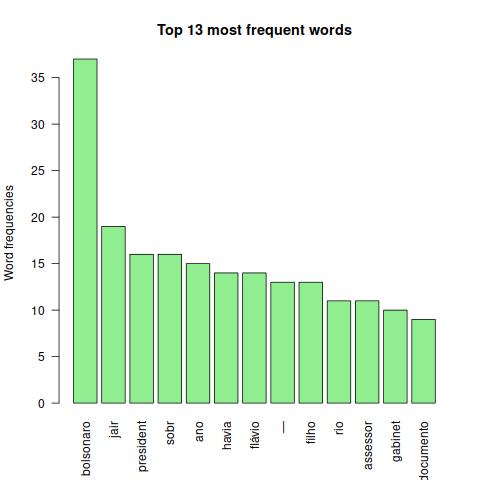 Top 13 most frequent words
Word frequencies
35
30
25
20
15
10
5
0
bolsonaro
jair
president
sobr
ano
havia
flávio
—
filho
rio
assessor
gabinet
documento